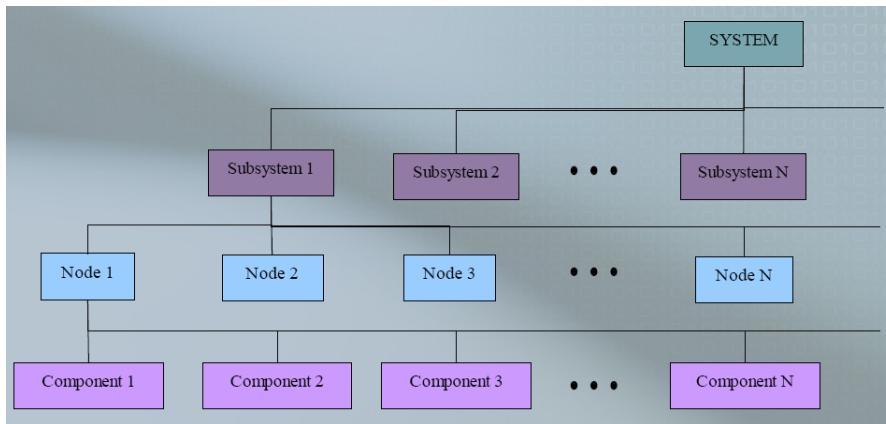 SYSTEM
Subsystem 1
Subsystem 2
• • •
Subsystem N
Node 1
Node 2
Node 3
• • •
Node N
Component 1
Component 2
Component 3
• • •
Component N